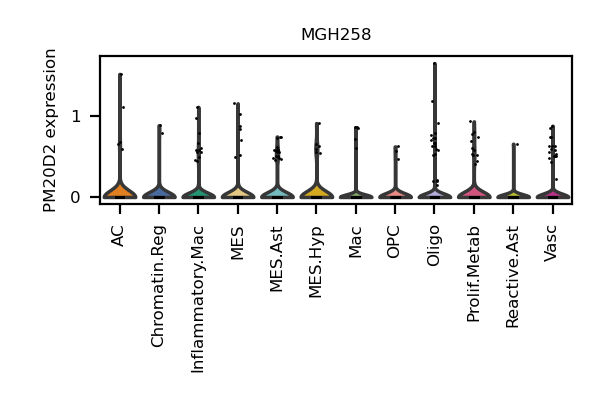 MGH258
PM20D2 expression
1
0
AC
Chromatin.Reg
Inflammatory.Mac
MES
MES.Ast
MES.Hyp
Mac
OPC
Oligo
Prolif.Metab
Reactive.Ast
Vasc